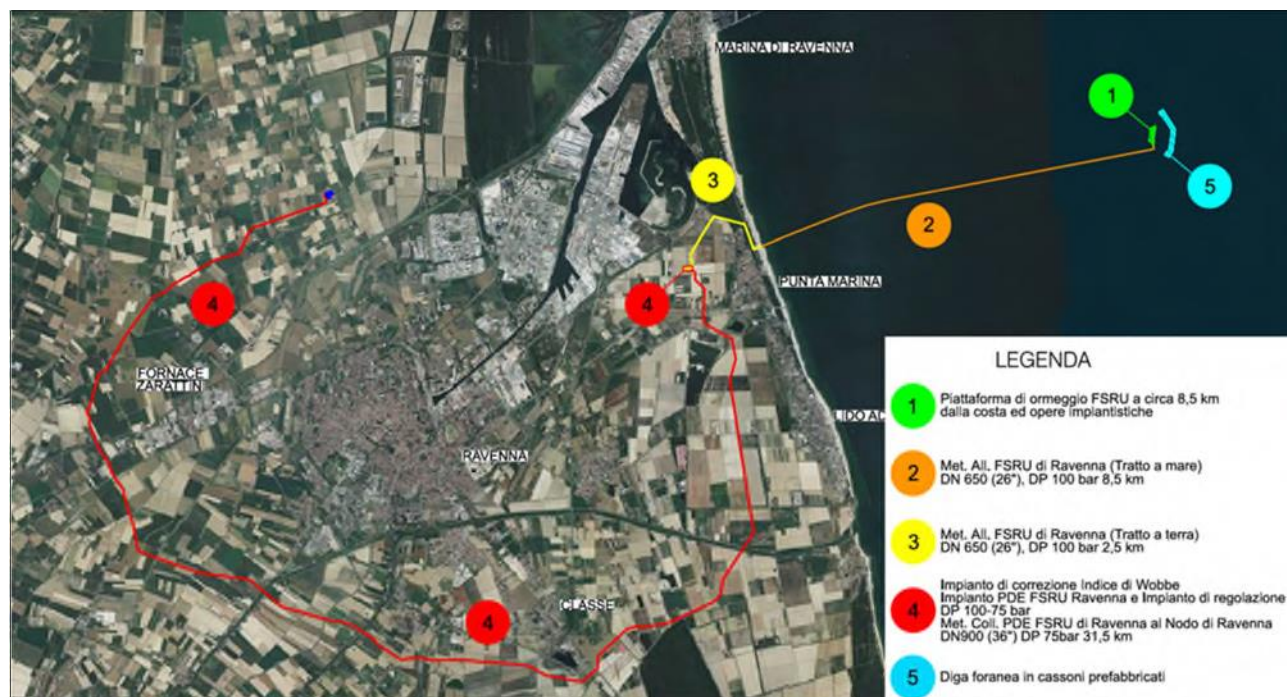 MARINA DI RAVENNA
1
3
5
2
PUNTA MARINA
4
4
FORNACE
ZARATTIN
LIDO AD
RAVENNA
CLASSE
4
LEGENDA
1
Piattaforma di ormeggio FSRU a circa 8,5 km
dalla costa ed opere impiantistiche
2
Met. All. FSRU di Ravenna (Tratto a mare)
DN 650 (26"), DP 100 bar 8,5 km
3
Met. All. FSRU di Ravenna (Tratto a terra)
DN 650 (26"), DP 100 bar 2,5 km
4
Impianto di correzione Indice di Wobbe
Impianto PDE FSRU Ravenna e Impianto di regolazione
DP 100-75 bar
Met. Coll. PDE FSRU di Ravenna al Nodo di Ravenna
DN900 (36") DP 75bar 31,5 km
5
Diga foranea in cassoni prefabbricati